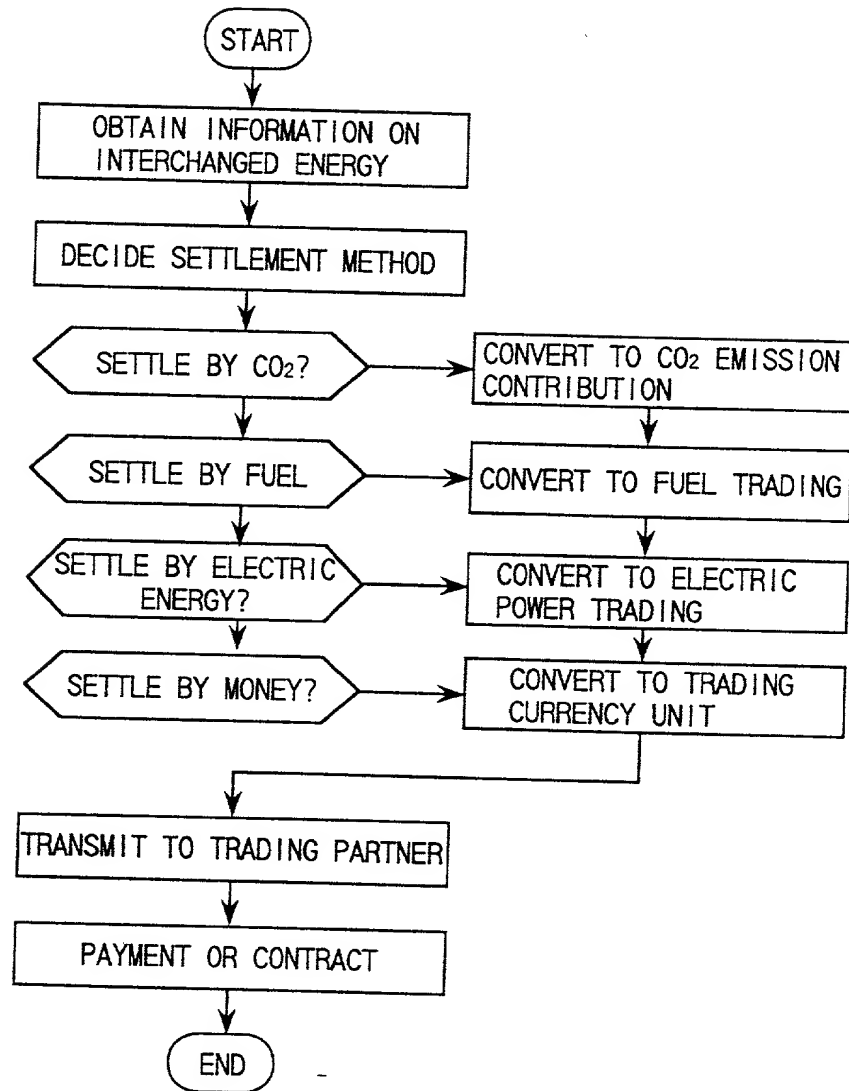 START
OBTAIN INFORMATION ON
INTERCHANGED ENERGY
DECIDE SETTLEMENT METHOD
SETTLE BY CO₂?
CONVERT TO CO₂ EMISSION
CONTRIBUTION
SETTLE BY FUEL
CONVERT TO FUEL TRADING
SETTLE BY ELECTRIC
ENERGY?
CONVERT TO ELECTRIC
POWER TRADING
SETTLE BY MONEY?
CONVERT TO TRADING
CURRENCY UNIT
TRANSMIT TO TRADING PARTNER
PAYMENT OR CONTRACT
END